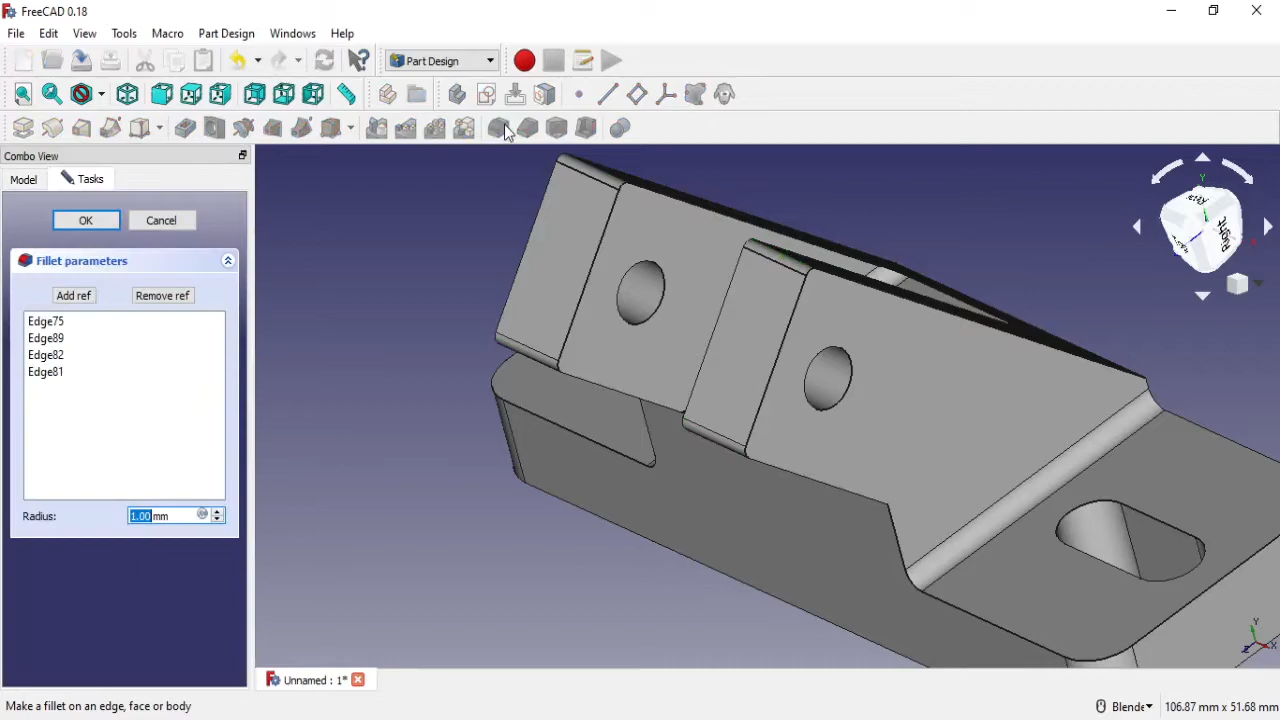 FreeCAD 0.18
File Edit View Tools Macro Part Design Windows Help
Part Design
Combo View
Model Tasks
OK Cancel
Fillet parameters
Add ref Remove ref
Edge75
Edge89
Edge82
Edge81
Radius: 1.00 mm
Y
Right
Y
X
Z
Unnamed : 1*
Make a fillet on an edge, face or body
Blende
106.87 mm x 51.68 mm